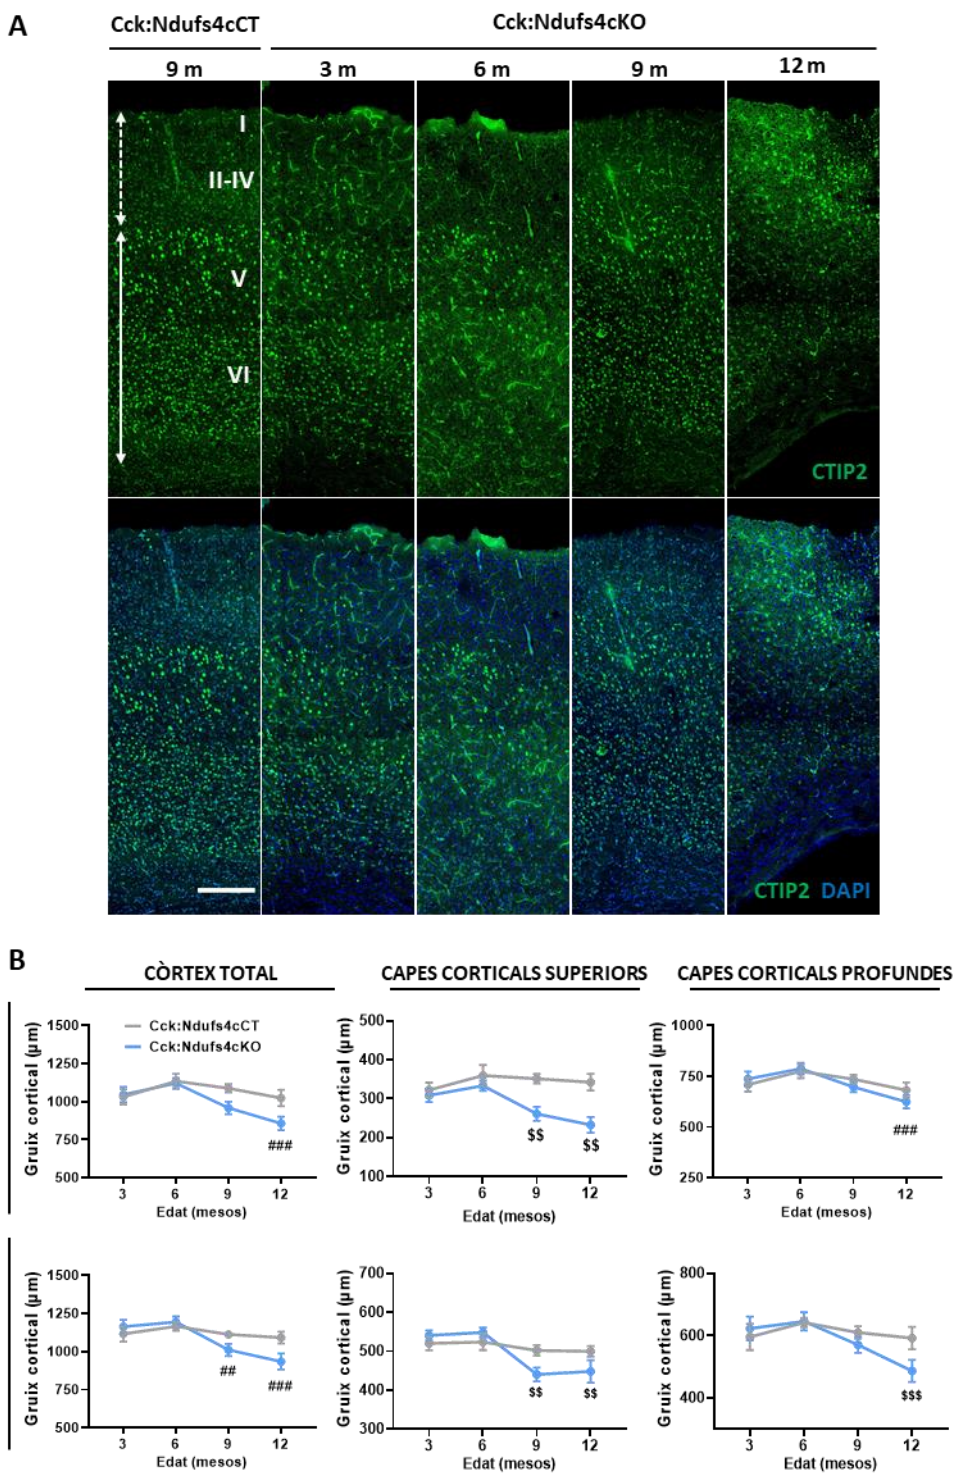 A
Cck:Ndufs4cCT
Cck:Ndufs4cKO
9 m
3 m
6 m
9 m
12 m
I
II-IV
V
VI
CTIP2
CTIP2 DAPI
B
CÒRTEX TOTAL
CAPES CORTICALS SUPERIORS
CAPES CORTICALS PROFUNDES
Gruix cortical (µm)
1500
1250
1000
750
500
Cck:Ndufs4cCT
Cck:Ndufs4cKO
###
3 6 9 12
Edat (mesos)
Gruix cortical (µm)
500
400
300
200
100
$$ $$
3 6 9 12
Edat (mesos)
Gruix cortical (µm)
1000
750
500
250
###
3 6 9 12
Edat (mesos)
Gruix cortical (µm)
1500
1250
1000
750
500
## ###
3 6 9 12
Edat (mesos)
Gruix cortical (µm)
700
600
500
400
300
$$ $$
3 6 9 12
Edat (mesos)
Gruix cortical (µm)
800
600
400
$$$
3 6 9 12
Edat (mesos)